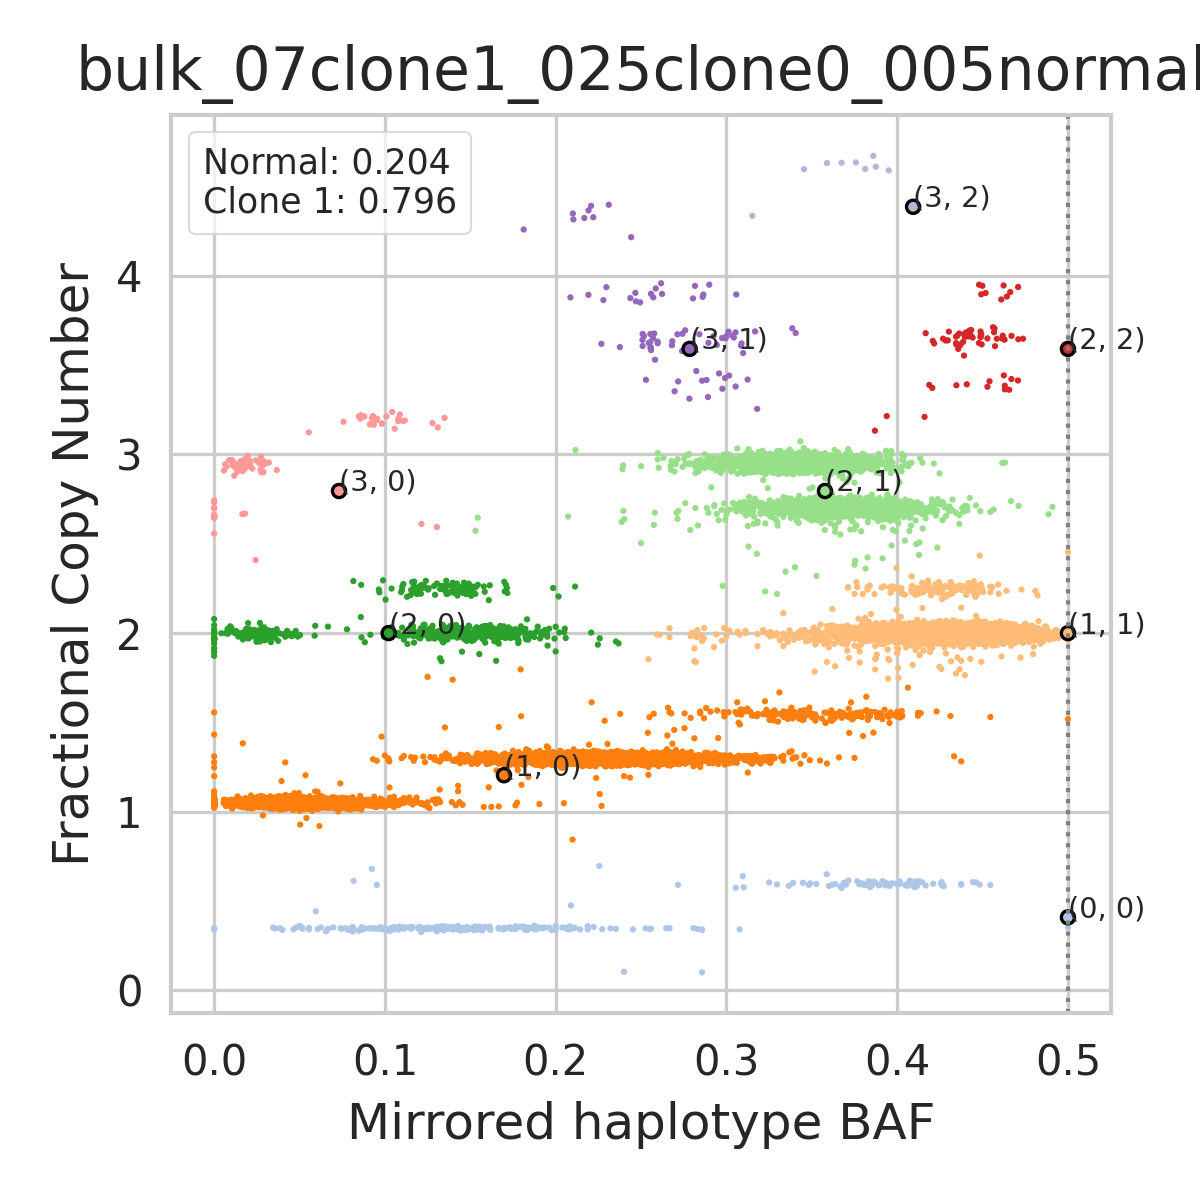 bulk_07clone1_025clone0_005normal
Normal: 0.204
Clone 1: 0.796
(3, 2)
(3, 1)
(2, 2)
(3, 0)
(2, 1)
(2, 0)
(1, 1)
(1, 0)
(0, 0)
Fractional Copy Number
4
3
2
1
0
0.0 0.1 0.2 0.3 0.4 0.5
Mirrored haplotype BAF